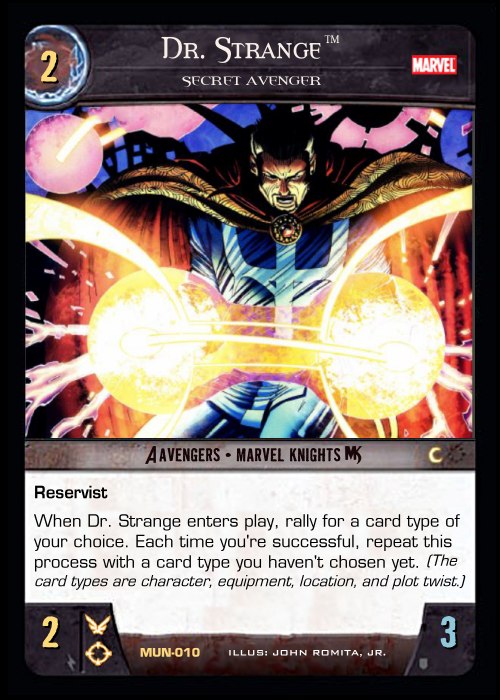 2
DR. STRANGE™
MARVEL
SECRET AVENGER
A AVENGERS • MARVEL KNIGHTS MK
C
Reservist
When Dr. Strange enters play, rally for a card type of
your choice. Each time you're successful, repeat this
process with a card type you haven't chosen yet. (The
card types are character, equipment, location, and plot twist.)
2
MUN-010 ILLUS: JOHN ROMITA, JR.
3